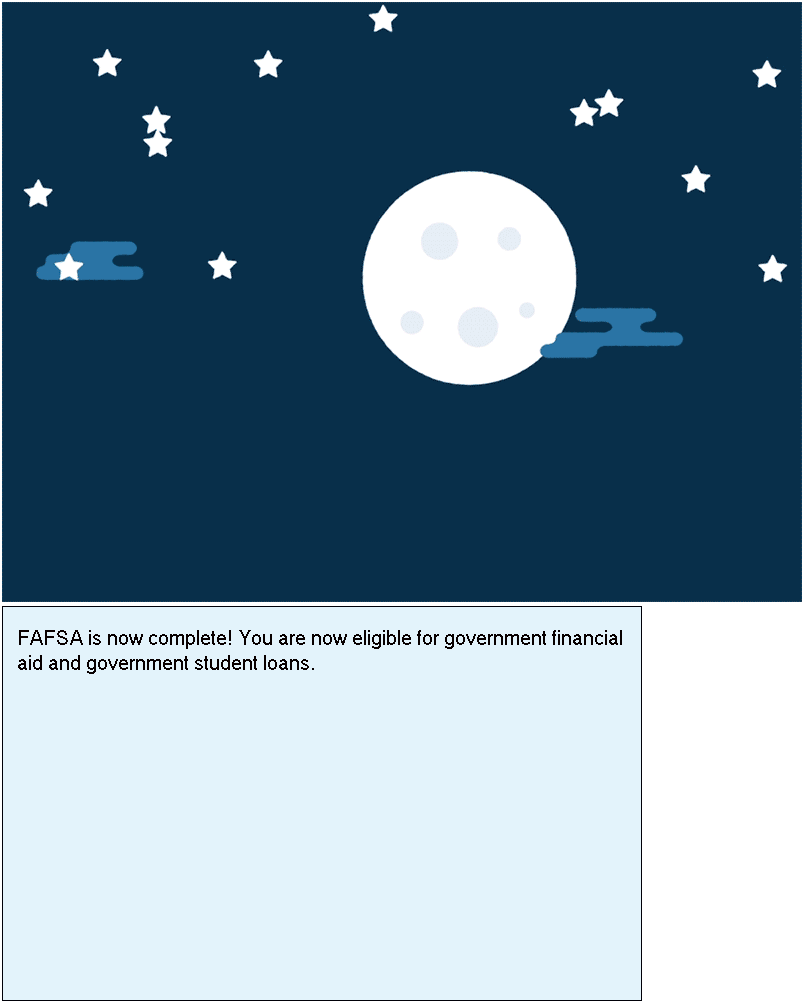 FAFSA is now complete! You are now eligible for government financial
aid and government student loans.